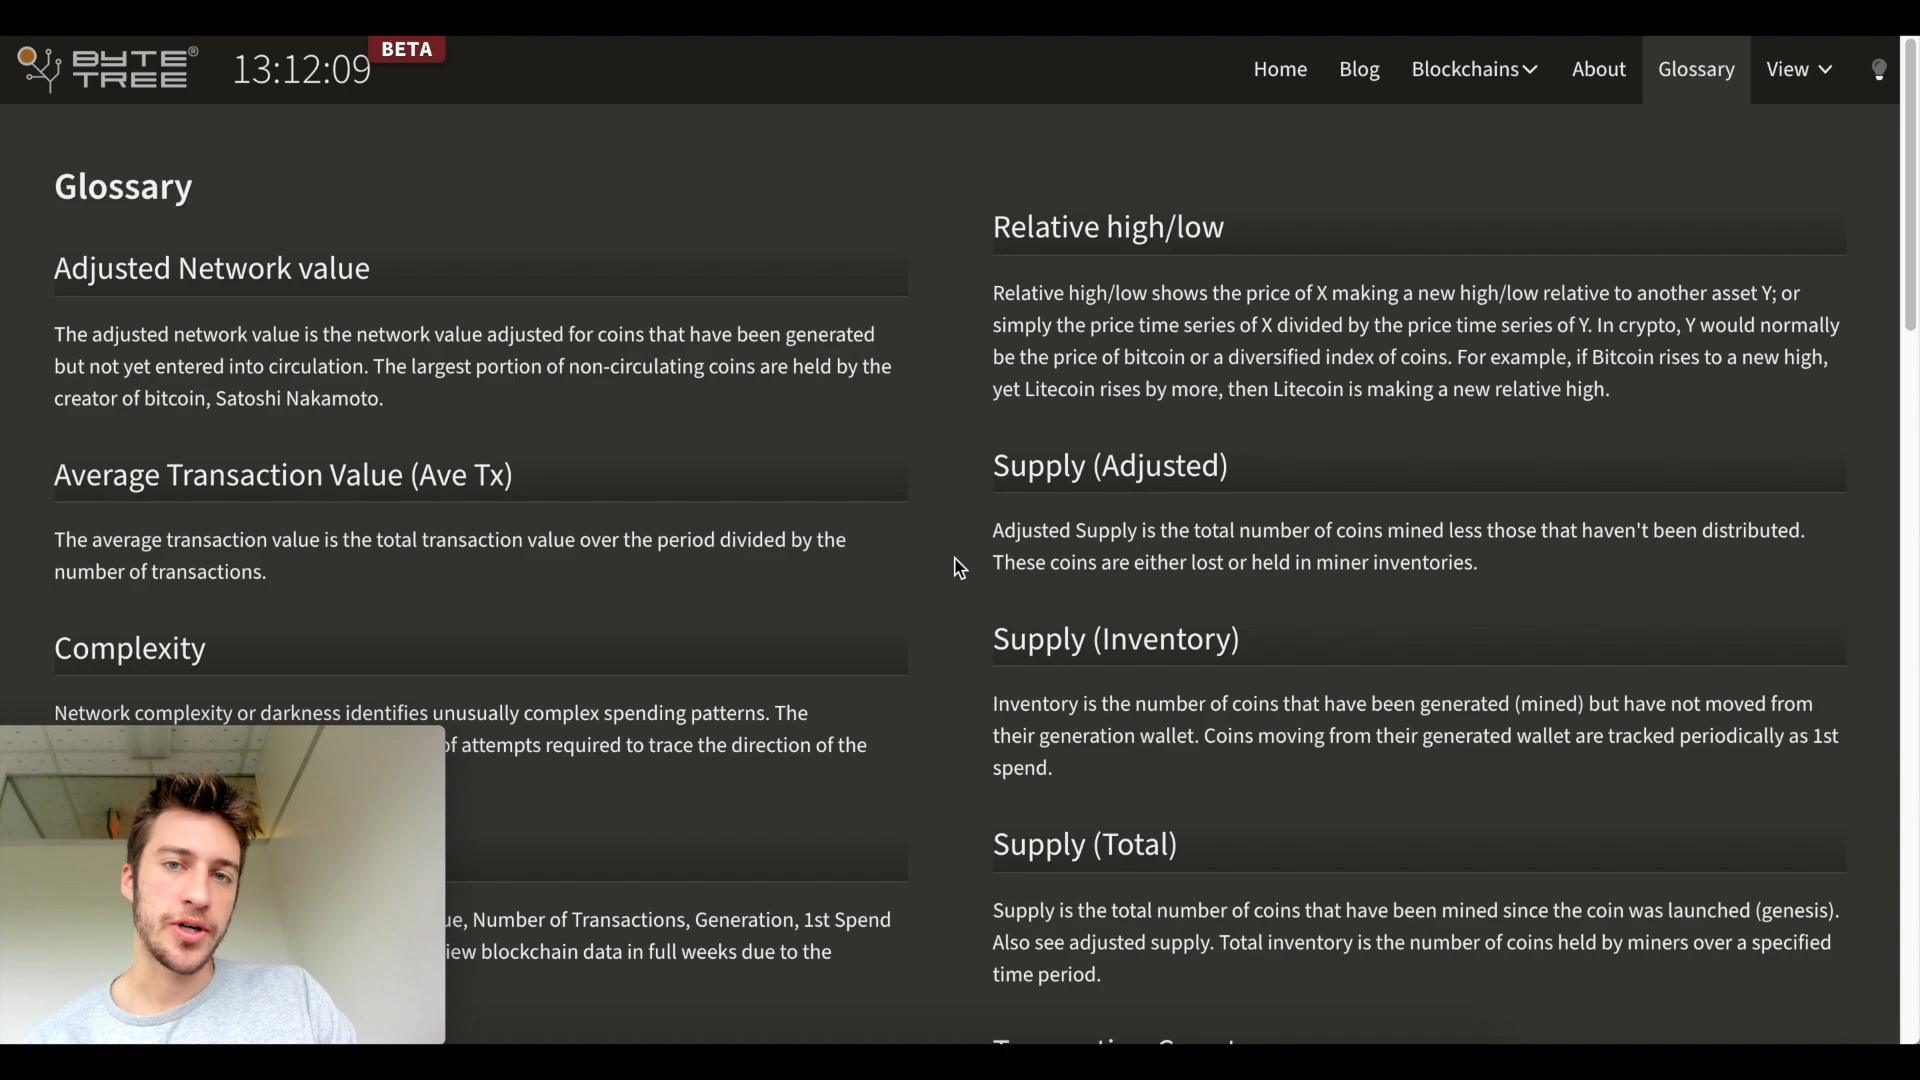 BYTE TREE®
13:12:09
BETA
Home
Blog
Blockchains
About
Glossary
View
Glossary
Adjusted Network value
The adjusted network value is the network value adjusted for coins that have been generated
but not yet entered into circulation. The largest portion of non-circulating coins are held by the
creator of bitcoin, Satoshi Nakamoto.
Average Transaction Value (Ave Tx)
The average transaction value is the total transaction value over the period divided by the
number of transactions.
Complexity
Network complexity or darkness identifies unusually complex spending patterns. The
of attempts required to trace the direction of the
Number of Transactions, Generation, 1st Spend
blockchain data in full weeks due to the
Relative high/low
Relative high/low shows the price of X making a new high/low relative to another asset Y; or
simply the price time series of X divided by the price time series of Y. In crypto, Y would normally
be the price of bitcoin or a diversified index of coins. For example, if Bitcoin rises to a new high,
yet Litecoin rises by more, then Litecoin is making a new relative high.
Supply (Adjusted)
Adjusted Supply is the total number of coins mined less those that haven't been distributed.
These coins are either lost or held in miner inventories.
Supply (Inventory)
Inventory is the number of coins that have been generated (mined) but have not moved from
their generation wallet. Coins moving from their generated wallet are tracked periodically as 1st
spend.
Supply (Total)
Supply is the total number of coins that have been mined since the coin was launched (genesis).
Also see adjusted supply. Total inventory is the number of coins held by miners over a specified
time period.